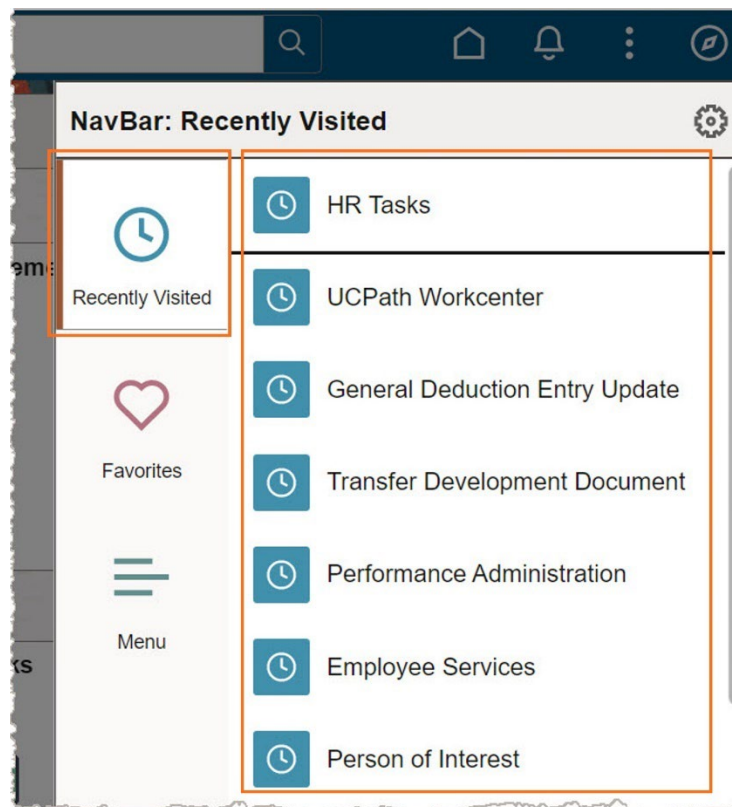 NavBar: Recently Visited
HR Tasks
Recently Visited
UCPath Workcenter
General Deduction Entry Update
Favorites
Transfer Development Document
Performance Administration
Menu
Employee Services
Person of Interest